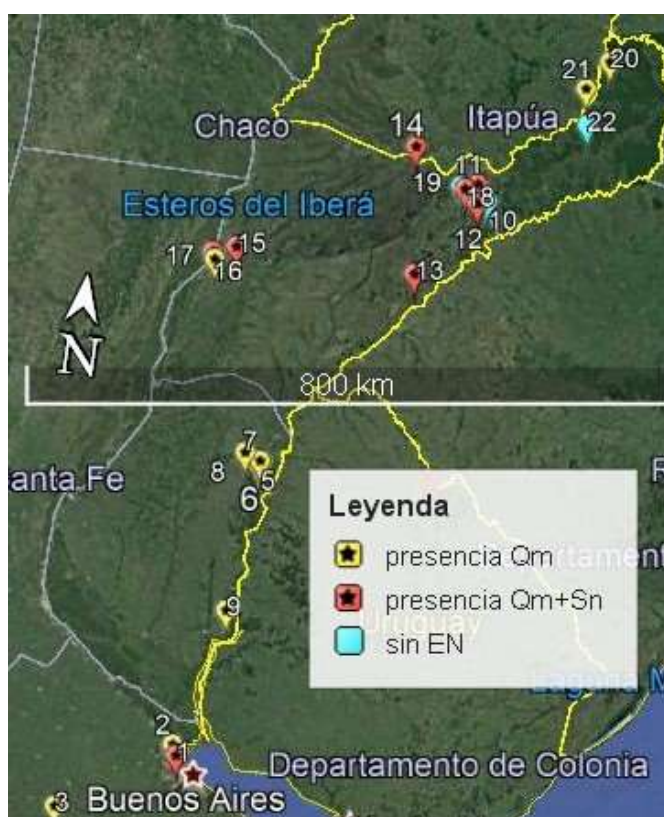 20
21
Chaco
14
Itapúa
22
11
19
18
Esteros del Iberá
10
12
17
15
16
13
N
800 km
7
8
5
anta Fe
6
R
Leyenda
presencia Qm
artament
presencia Qm+Sn
Uruguay
sin EN
9
Laguna M
2
1
Departamento de Colonia
Buenos Aires
3